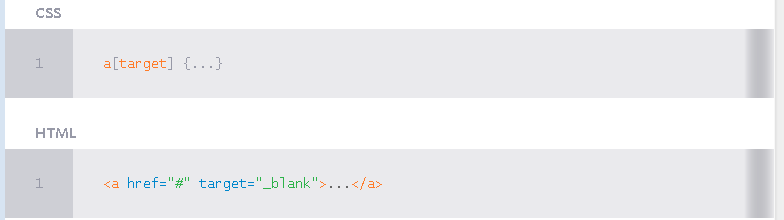 CSS
1 a[target] {...}
HTML
1 <a href="#" target="_blank">...</a>